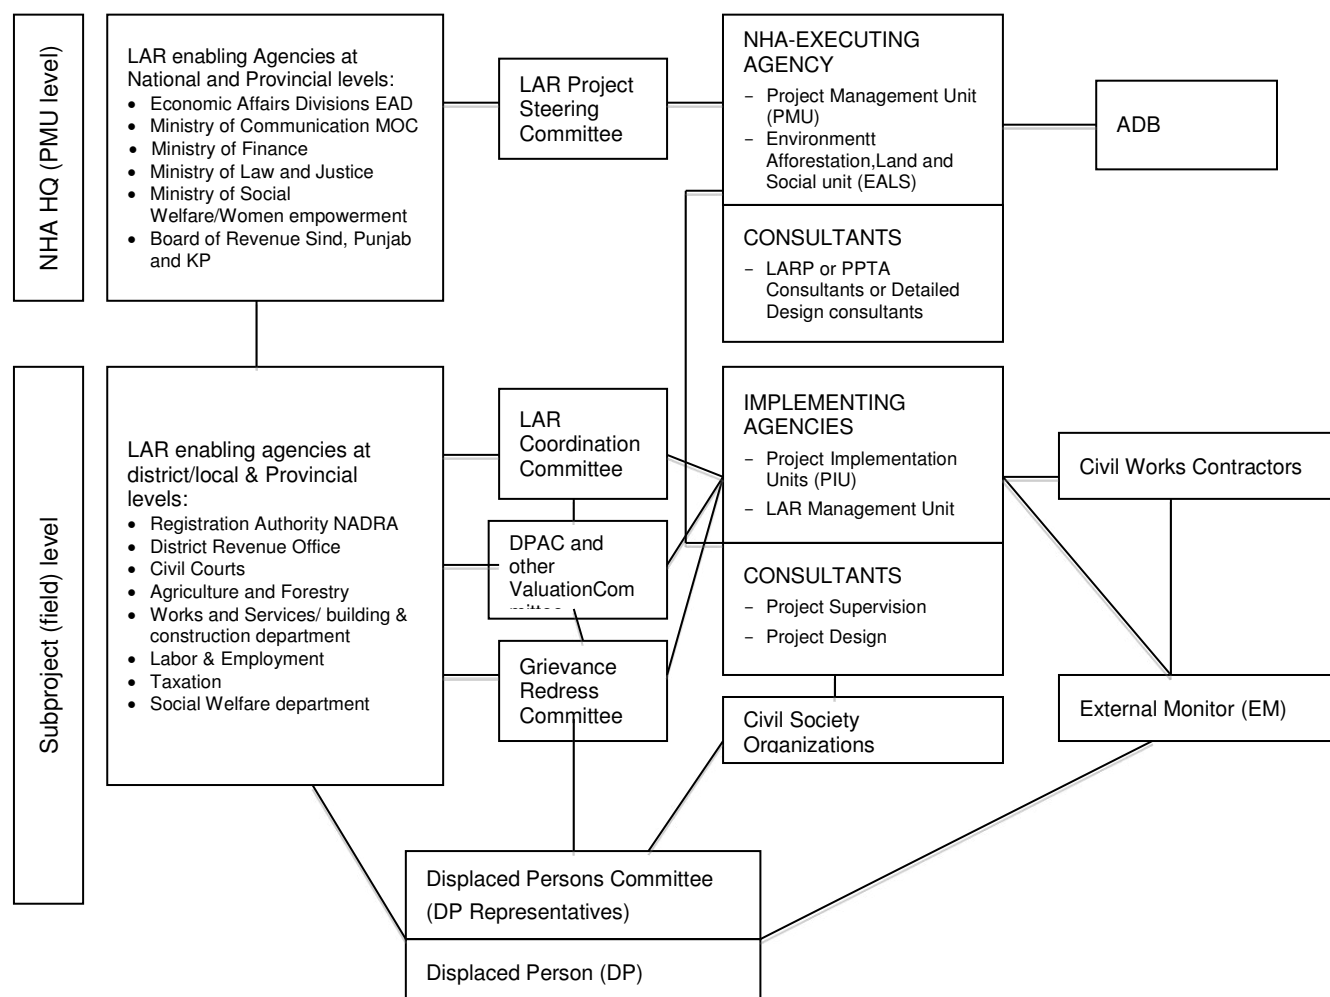 NHA HQ (PMU level)
LAR enabling Agencies at
National and Provincial levels:
• Economic Affairs Divisions EAD
• Ministry of Communication MOC
• Ministry of Finance
• Ministry of Law and Justice
• Ministry of Social
Welfare/Women empowerment
• Board of Revenue Sind, Punjab
and KP
LAR Project
Steering
Committee
NHA-EXECUTING
AGENCY
− Project Management Unit
(PMU)
− Environmentt
Afforestation,Land and
Social unit (EALS)
CONSULTANTS
− LARP or PPTA
Consultants or Detailed
Design consultants
ADB
Subproject (field) level
LAR enabling agencies at
district/local & Provincial
levels:
• Registration Authority NADRA
• District Revenue Office
• Civil Courts
• Agriculture and Forestry
• Works and Services/ building &
construction department
• Labor & Employment
• Taxation
• Social Welfare department
LAR
Coordination
Committee
DPAC and
other
ValuationCom
Grievance
Redress
Committee
IMPLEMENTING
AGENCIES
− Project Implementation
Units (PIU)
− LAR Management Unit
CONSULTANTS
− Project Supervision
− Project Design
Civil Society
Organizations
Civil Works Contractors
External Monitor (EM)
Displaced Persons Committee
(DP Representatives)
Displaced Person (DP)